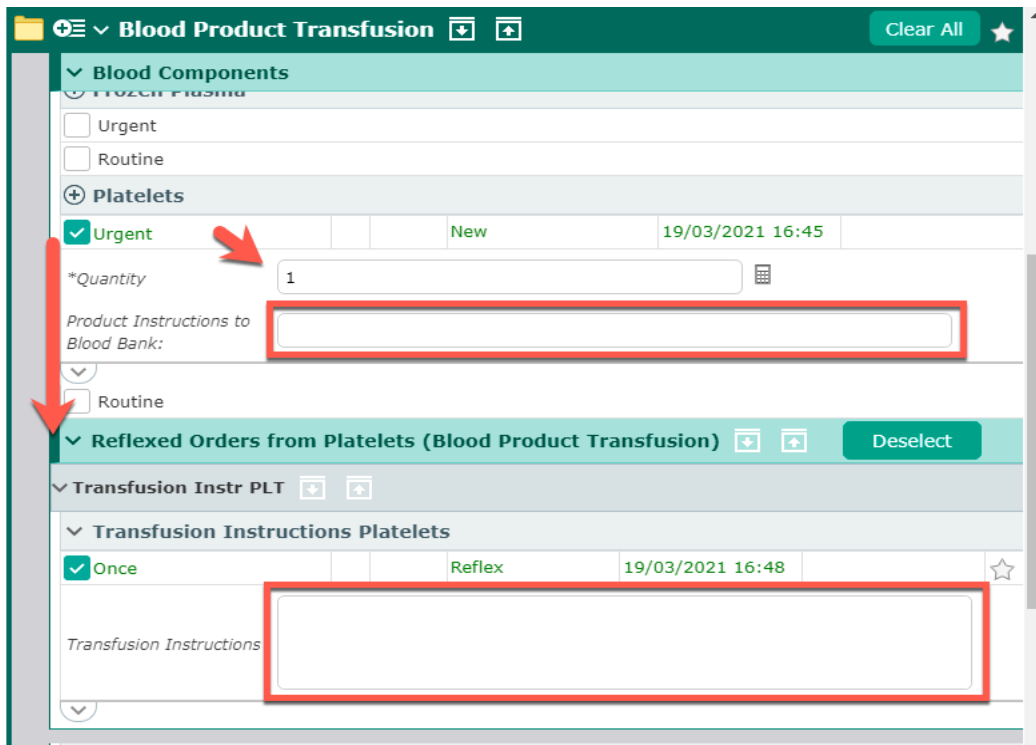 Blood Product Transfusion Clear All
Blood Components
Frozen Plasma
Urgent
Routine
Platelets
Urgent New 19/03/2021 16:45
*Quantity 1
Product Instructions to
Blood Bank:
Routine
Reflexed Orders from Platelets (Blood Product Transfusion) Deselect
Transfusion Instr PLT
Transfusion Instructions Platelets
Once Reflex 19/03/2021 16:48
Transfusion Instructions